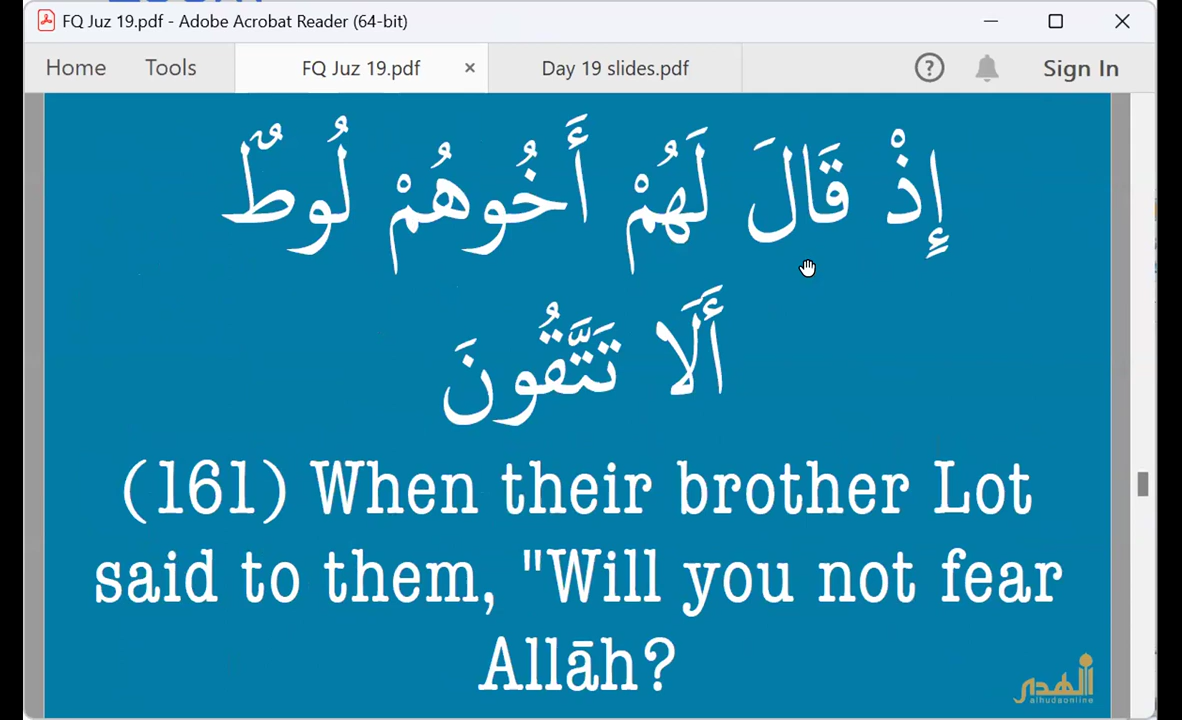 FQ Juz 19.pdf - Adobe Acrobat Reader (64-bit)
Home Tools FQ Juz 19.pdf × Day 19 slides.pdf ? Sign In
إِذْ قَالَ لَهُمْ أَخُوهُمْ لُوطٌ
أَلَا تَتَّقُونَ
(161) When their brother Lot
said to them, "Will you not fear
Allāh?
الهدى
alhudaonline